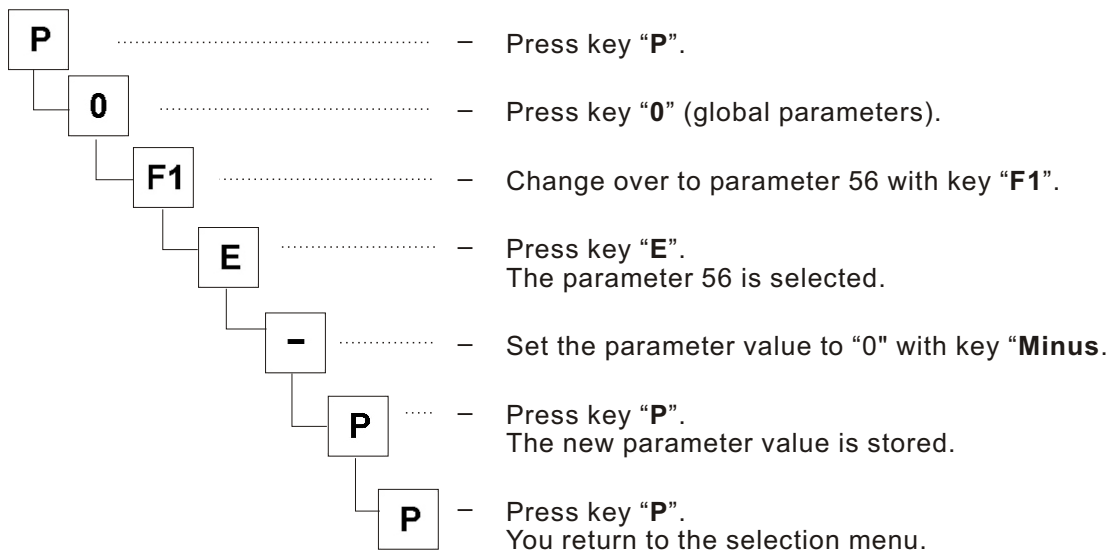 P ................ – Press key “P”.
0 ................ – Press key “0” (global parameters).
F1 ................ – Change over to parameter 56 with key “F1”.
E ................ – Press key “E”.
The parameter 56 is selected.
– ................ – Set the parameter value to “0" with key “Minus.
P ..... – Press key “P”.
The new parameter value is stored.
P – Press key “P”.
You return to the selection menu.